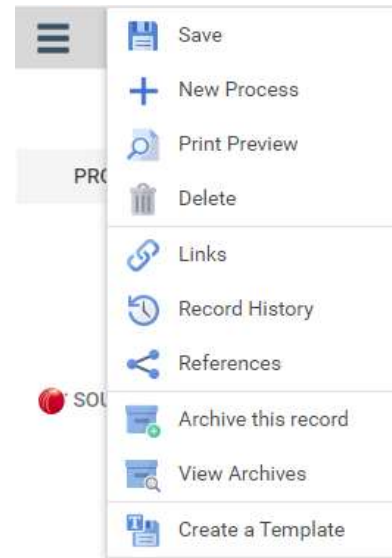 Save
New Process
Print Preview
PRO
Delete
Links
Record History
References
SOU
Archive this record
View Archives
T
Create a Template